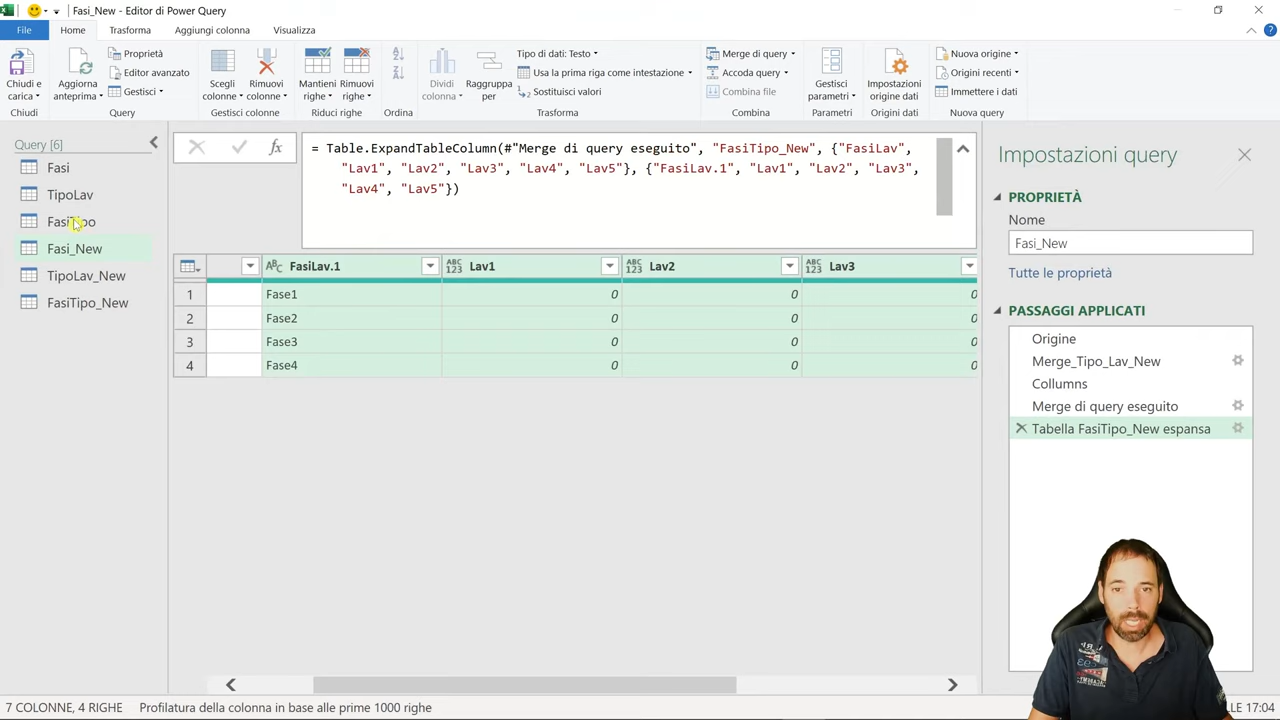 Fasi_New - Editor di Power Query
File Home Trasforma Aggiungi colonna Visualizza
Chiudi e carica
Chiudi
Aggiorna anteprima
Proprietà
Editor avanzato
Gestisci
Query
Scegli colonne
Rimuovi colonne
Gestisci colonne
Mantieni righe
Rimuovi righe
Riduci righe
Ordina
Dividi colonna
Raggruppa per
Tipo di dati: Testo
Usa la prima riga come intestazione
Sostituisci valori
Trasforma
Merge di query
Accoda query
Combina file
Combina
Gestisci parametri
Parametri
Impostazioni origine dati
Origini dati
Nuova origine
Origini recenti
Immettere i dati
Nuova query
Query [6]
Fasi
TipoLav
FasiTipo
Fasi_New
TipoLav_New
FasiTipo_New
= Table.ExpandTableColumn(#"Merge di query eseguito", "FasiTipo_New", {"FasiLav",
"Lav1", "Lav2", "Lav3", "Lav4", "Lav5"}, {"FasiLav.1", "Lav1", "Lav2", "Lav3",
"Lav4", "Lav5"})
FasiLav.1 Lav1 Lav2 Lav3
1 Fase1 0 0 0
2 Fase2 0 0 0
3 Fase3 0 0 0
4 Fase4 0 0 0
Impostazioni query
PROPRIETÀ
Nome
Fasi_New
Tutte le proprietà
PASSAGGI APPLICATI
Origine
Merge_Tipo_Lav_New
Collumns
Merge di query eseguito
Tabella FasiTipo_New espansa
7 COLONNE, 4 RIGHE Profilatura della colonna in base alle prime 1000 righe
LLE 17:04